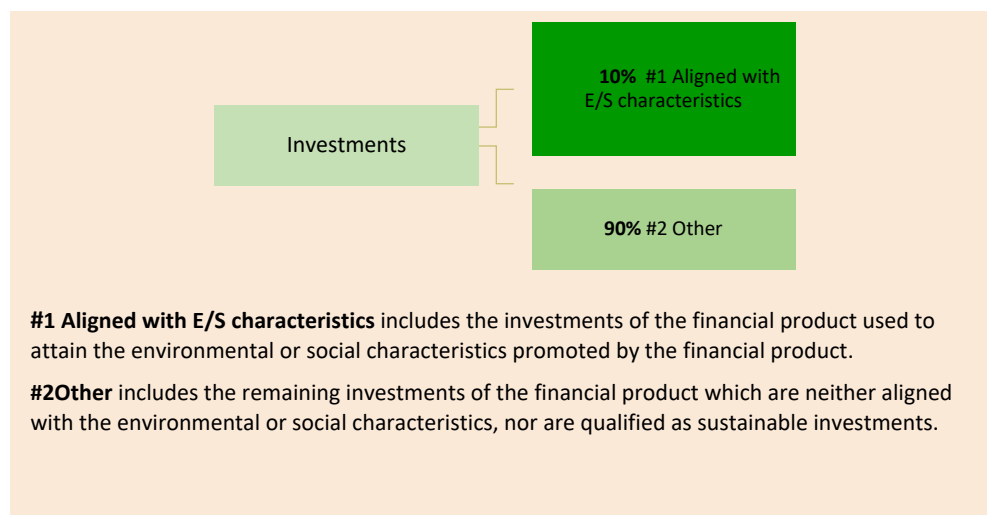 10% #1 Aligned with
E/S characteristics
Investments
90% #2 Other
#1 Aligned with E/S characteristics includes the investments of the financial product used to
attain the environmental or social characteristics promoted by the financial product.
#2Other includes the remaining investments of the financial product which are neither aligned
with the environmental or social characteristics, nor are qualified as sustainable investments.